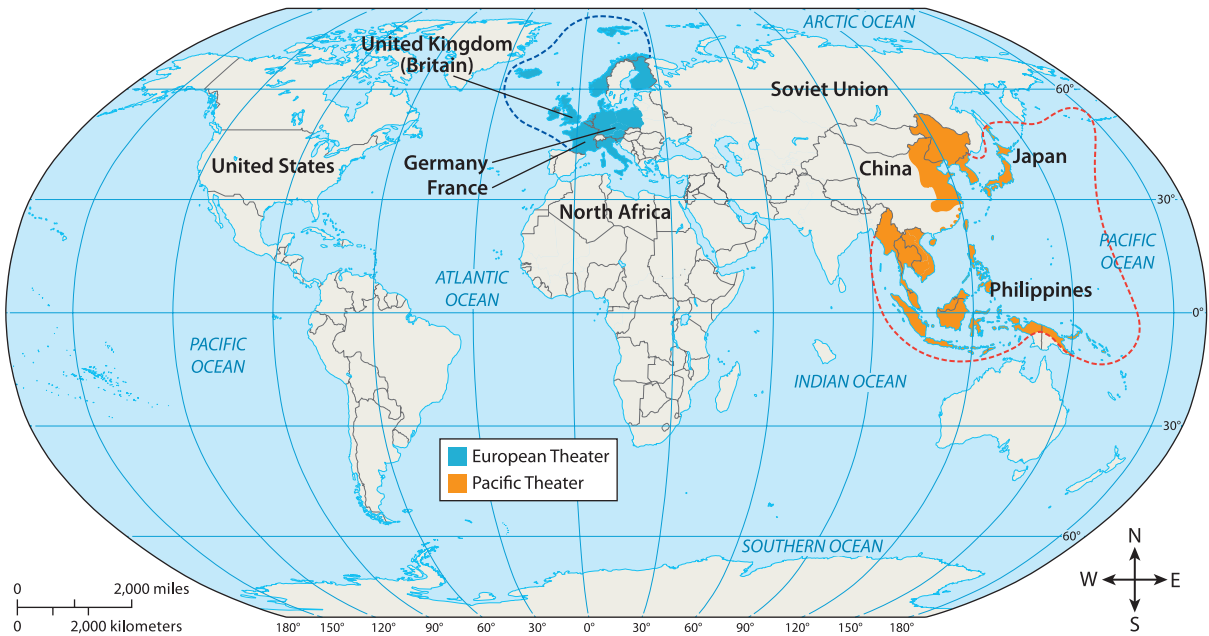 ARCTIC OCEAN
United Kingdom
(Britain)
60°
Soviet Union
Germany
France
United States
China
Japan
30°
North Africa
PACIFIC
OCEAN
ATLANTIC
OCEAN
Philippines
0°
PACIFIC
OCEAN
INDIAN OCEAN
30°
European Theater
Pacific Theater
60°
SOUTHERN OCEAN
N
W E
S
0 2,000 miles
0 2,000 kilometers
180° 150° 120° 90° 60° 30° 0° 30° 60° 90° 120° 150° 180°